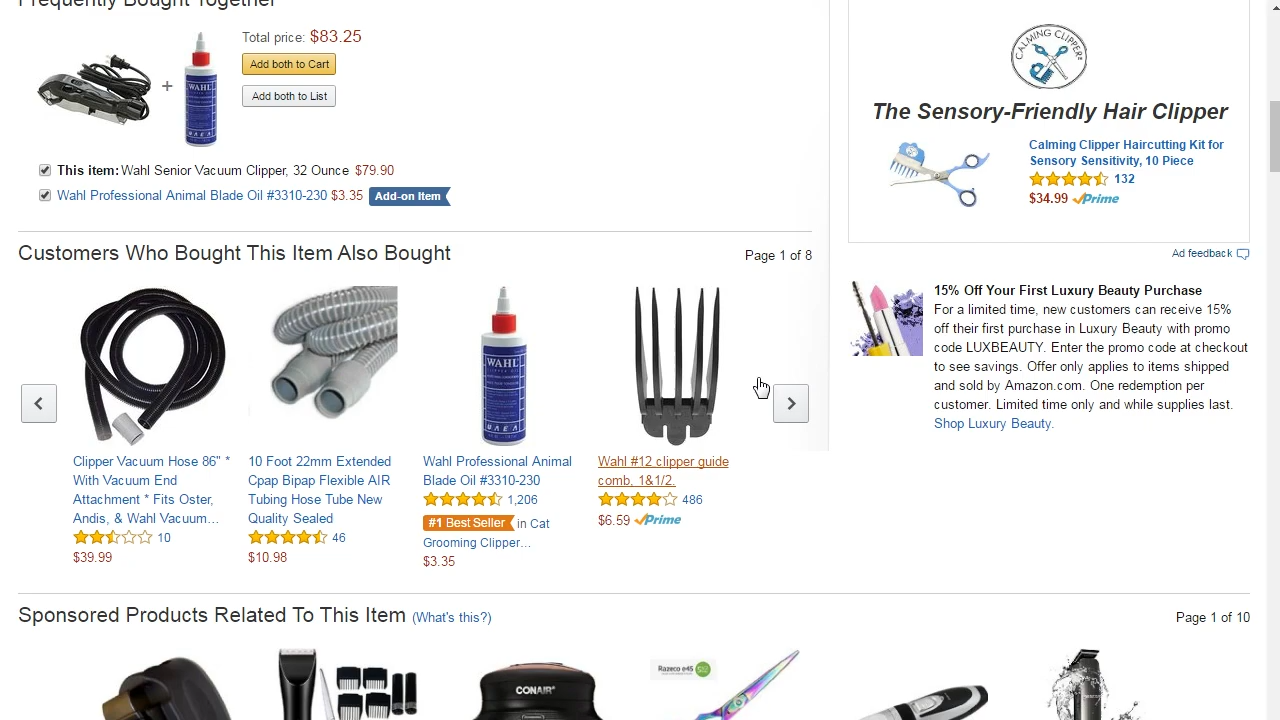 Frequently Bought Together
Total price: $83.25
Add both to Cart
Add both to List
+
WAHL
This item: Wahl Senior Vacuum Clipper, 32 Ounce $79.90
Wahl Professional Animal Blade Oil #3310-230 $3.35 Add-on Item
Customers Who Bought This Item Also Bought
Page 1 of 8
WAHL
Clipper Vacuum Hose 86" *
With Vacuum End
Attachment * Fits Oster,
Andis, & Wahl Vacuum...
10
$39.99
10 Foot 22mm Extended
Cpap Bipap Flexible AIR
Tubing Hose Tube New
Quality Sealed
46
$10.98
Wahl Professional Animal
Blade Oil #3310-230
1,206
#1 Best Seller in Cat
Grooming Clipper...
$3.35
Wahl #12 clipper guide
comb, 1&1/2.
486
$6.59 Prime
CALMING CLIPPER
The Sensory-Friendly Hair Clipper
Calming Clipper Haircutting Kit for
Sensory Sensitivity, 10 Piece
132
$34.99 Prime
Ad feedback
15% Off Your First Luxury Beauty Purchase
For a limited time, new customers can receive 15%
off their first purchase in Luxury Beauty with promo
code LUXBEAUTY. Enter the promo code at checkout
to see savings. Offer only applies to items shipped
and sold by Amazon.com. One redemption per
customer. Limited time only and while supplies last.
Shop Luxury Beauty.
Sponsored Products Related To This Item (What's this?)
Page 1 of 10
CONAIR
Razeco e45